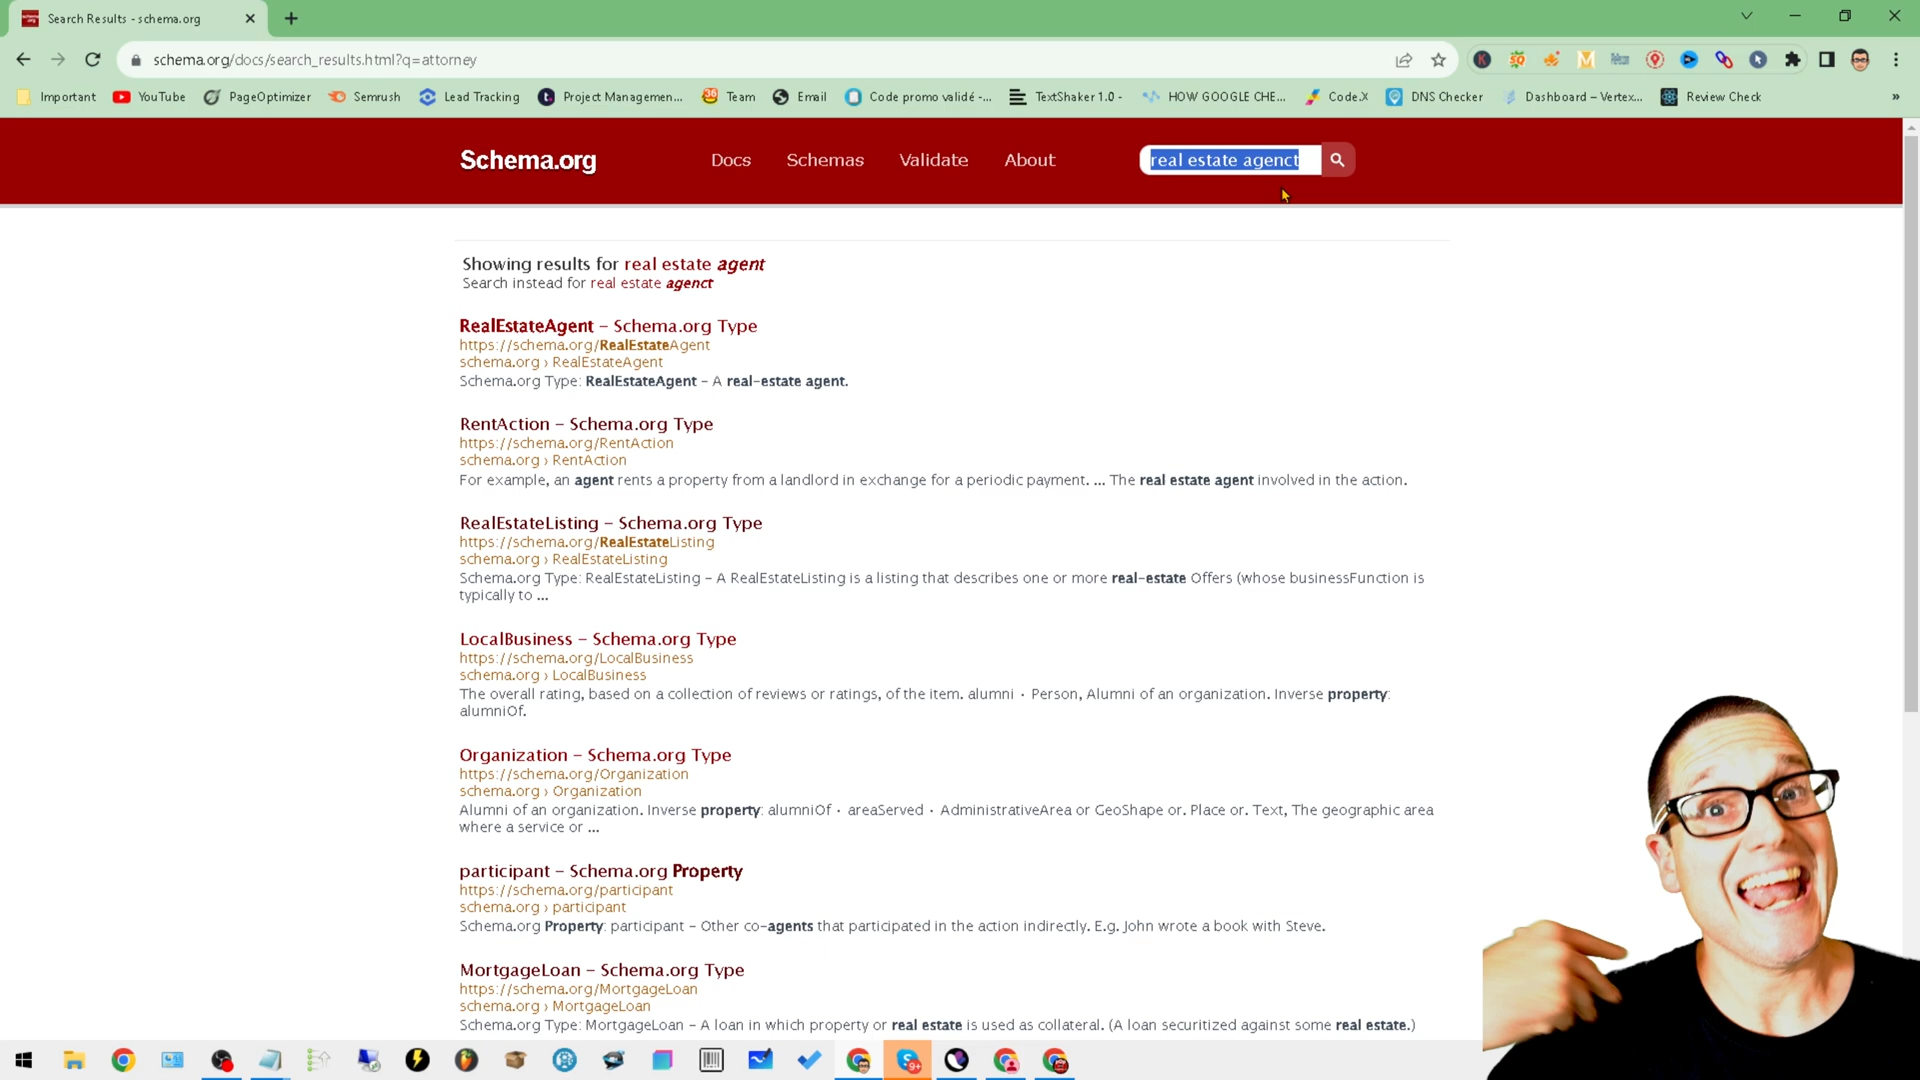 Search Results - schema.org
schema.org/docs/search_results.html?q=attorney
Important YouTube PageOptimizer Semrush Lead Tracking Project Managemen... Team Email Code promo validé -... TextShaker 1.0 - HOW GOOGLE CHE... Code.X DNS Checker Dashboard – Vertex... Review Check »
Schema.org Docs Schemas Validate About real estate agenct
Showing results for real estate agent
Search instead for real estate agenct
RealEstateAgent - Schema.org Type
https://schema.org/RealEstateAgent
schema.org › RealEstateAgent
Schema.org Type: RealEstateAgent - A real-estate agent.
RentAction - Schema.org Type
https://schema.org/RentAction
schema.org › RentAction
For example, an agent rents a property from a landlord in exchange for a periodic payment. ... The real estate agent involved in the action.
RealEstateListing - Schema.org Type
https://schema.org/RealEstateListing
schema.org › RealEstateListing
Schema.org Type: RealEstateListing - A RealEstateListing is a listing that describes one or more real-estate Offers (whose businessFunction is
typically to ...
LocalBusiness - Schema.org Type
https://schema.org/LocalBusiness
schema.org › LocalBusiness
The overall rating, based on a collection of reviews or ratings, of the item. alumni · Person, Alumni of an organization. Inverse property:
alumniOf.
Organization - Schema.org Type
https://schema.org/Organization
schema.org › Organization
Alumni of an organization. Inverse property: alumniOf · areaServed · AdministrativeArea or GeoShape or. Place or. Text, The geographic area
where a service or ...
participant - Schema.org Property
https://schema.org/participant
schema.org › participant
Schema.org Property: participant - Other co-agents that participated in the action indirectly. E.g. John wrote a book with Steve.
MortgageLoan - Schema.org Type
https://schema.org/MortgageLoan
schema.org › MortgageLoan
Schema.org Type: MortgageLoan - A loan in which property or real estate is used as collateral. (A loan securitized against some real estate.)